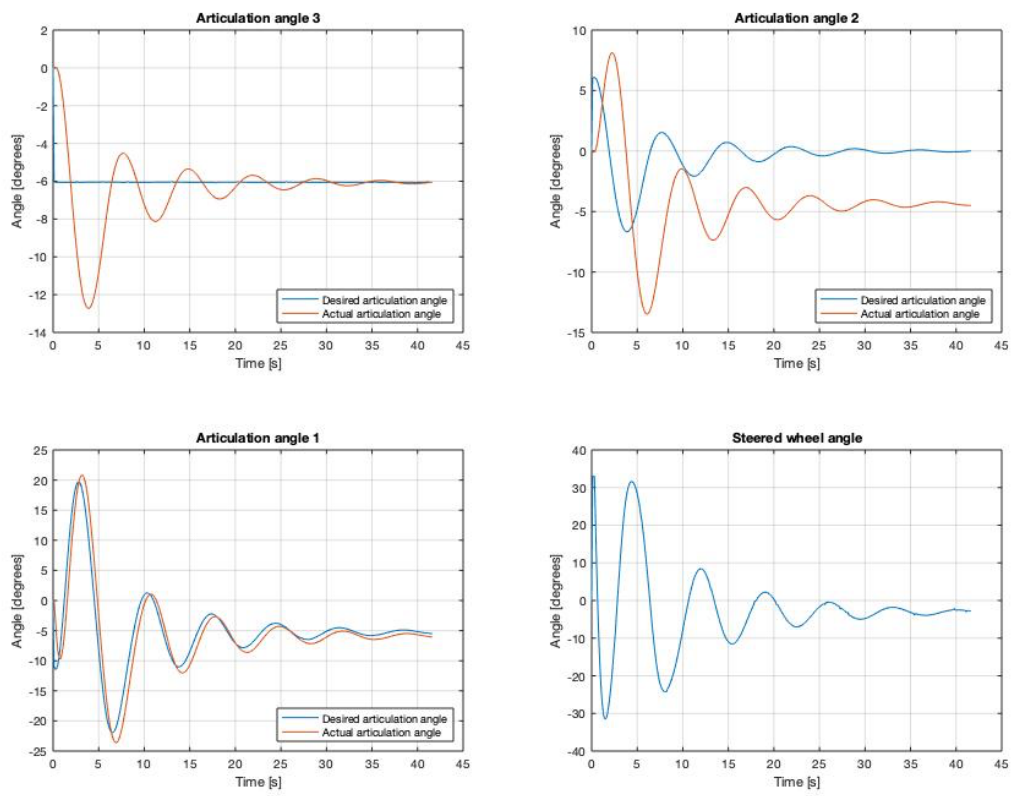 Articulation angle 3
2
0
-2
-4
-6
-8
-10
-12
-14
Angle [degrees]
Desired articulation angle
Actual articulation angle
0 5 10 15 20 25 30 35 40 45
Time [s]
Articulation angle 2
10
5
0
-5
-10
-15
Angle [degrees]
Desired articulation angle
Actual articulation angle
0 5 10 15 20 25 30 35 40 45
Time [s]
Articulation angle 1
25
20
15
10
5
0
-5
-10
-15
-20
-25
Angle [degrees]
Desired articulation angle
Actual articulation angle
0 5 10 15 20 25 30 35 40 45
Time [s]
Steered wheel angle
40
30
20
10
0
-10
-20
-30
-40
Angle [degrees]
0 5 10 15 20 25 30 35 40 45
Time [s]